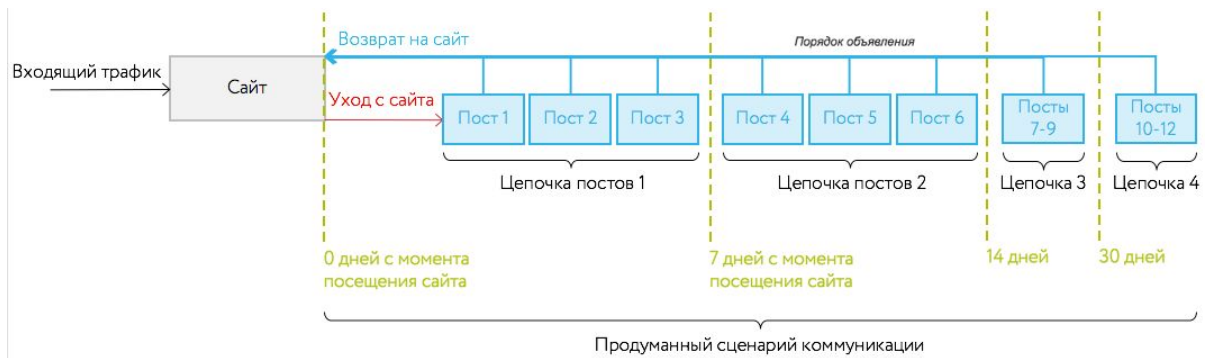 Возврат на сайт
Порядок объявления
Входящий трафик
Сайт
Уход с сайта
Пост 1
Пост 2
Пост 3
Пост 4
Пост 5
Пост 6
Посты
7-9
Посты
10-12
Цепочка постов 1
Цепочка постов 2
Цепочка 3
Цепочка 4
0 дней с момента
посещения сайта
7 дней с момента
посещения сайта
14 дней
30 дней
Продуманный сценарий коммуникации